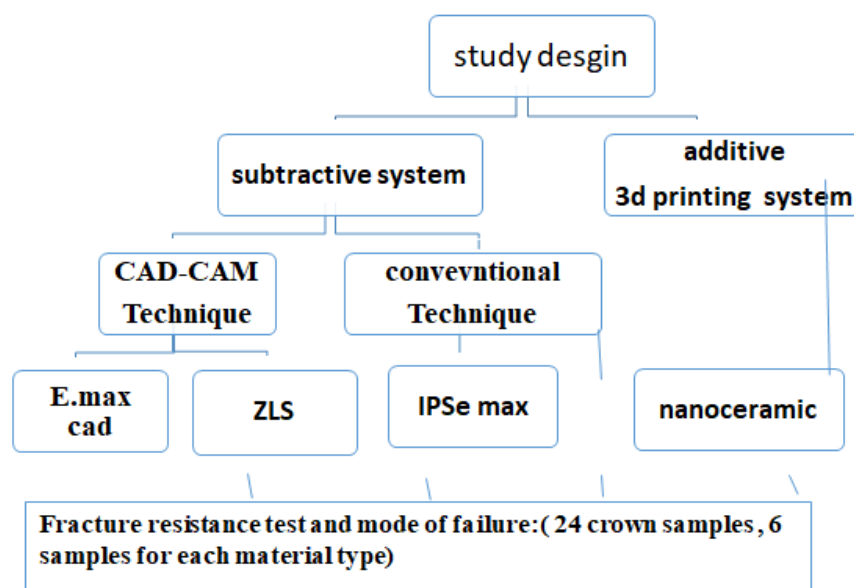 study desgin
subtractive system
additive
3d printing system
CAD-CAM
Technique
convevntional
Technique
E.max
cad
ZLS
IPSe max
nanoceramic
Fracture resistance test and mode of failure:( 24 crown samples , 6
samples for each material type)